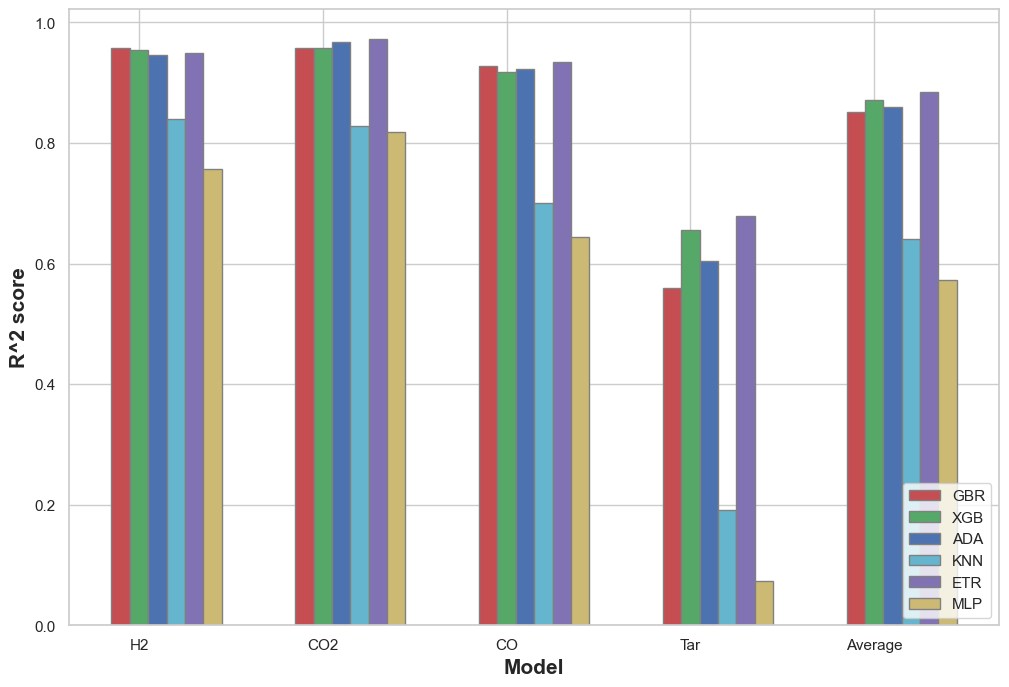 R^2 score
1.0
0.8
0.6
0.4
0.2
0.0
H2
CO2
CO
Tar
Average
Model
GBR
XGB
ADA
KNN
ETR
MLP